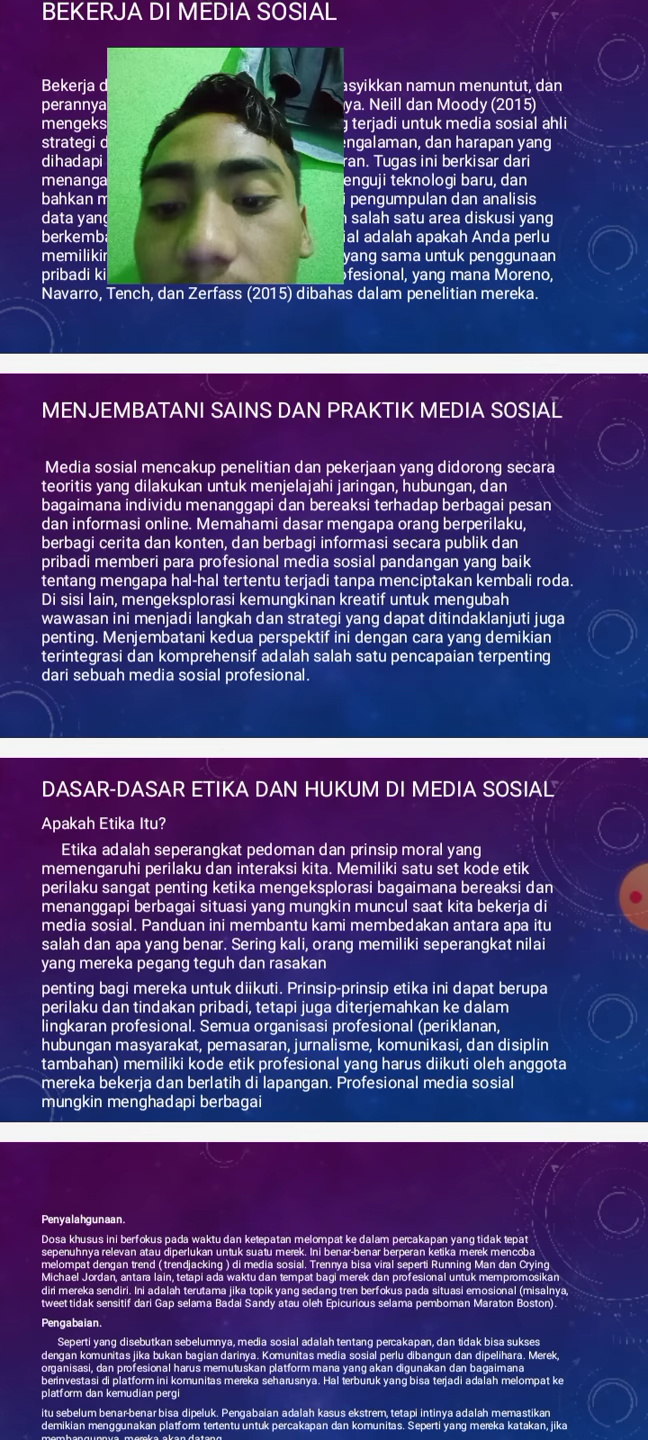 BEKERJA DI MEDIA SOSIAL
Bekerja asyikkan namun menuntut, dan
perannya Neill dan Moody (2015)
terjadi untuk media sosial ahli
strategi dan harapan yang
dihadapi Tugas ini berkisar dari
teknologi baru, dan
bahkan pengumpulan dan analisis
data salah satu area diskusi yang
adalah apakah Anda perlu
yang sama untuk penggunaan
pribadi yang mana Moreno,
Navarro, Tench, dan Zerfass (2015) dibahas dalam penelitian mereka.
MENJEMBATANI SAINS DAN PRAKTIK MEDIA SOSIAL
Media sosial mencakup penelitian dan pekerjaan yang didorong secara
teoritis yang dilakukan untuk menjelajahi jaringan, hubungan, dan
bagaimana individu menanggapi dan bereaksi terhadap berbagai pesan
dan informasi online. Memahami dasar mengapa orang berperilaku,
berbagi cerita dan konten, dan berbagi informasi secara publik dan
pribadi memberi para profesional media sosial pandangan yang baik
tentang mengapa hal-hal tertentu terjadi tanpa menciptakan kembali roda.
Di sisi lain, mengeksplorasi kemungkinan kreatif untuk mengubah
wawasan ini menjadi langkah dan strategi yang dapat ditindaklanjuti juga
penting. Menjembatani kedua perspektif ini dengan cara yang demikian
terintegrasi dan komprehensif adalah salah satu pencapaian terpenting
dari sebuah media sosial profesional.
DASAR-DASAR ETIKA DAN HUKUM DI MEDIA SOSIAL
Apakah Etika Itu?
Etika adalah seperangkat pedoman dan prinsip moral yang
memengaruhi perilaku dan interaksi kita. Memiliki satu set kode etik
perilaku sangat penting ketika mengeksplorasi bagaimana bereaksi dan
menanggapi berbagai situasi yang mungkin muncul saat kita bekerja di
media sosial. Panduan ini membantu kami membedakan antara apa itu
salah dan apa yang benar. Sering kali, orang memiliki seperangkat nilai
yang mereka pegang teguh dan rasakan
penting bagi mereka untuk diikuti. Prinsip-prinsip etika ini dapat berupa
perilaku dan tindakan pribadi, tetapi juga diterjemahkan ke dalam
lingkaran profesional. Semua organisasi profesional (periklanan,
hubungan masyarakat, pemasaran, jurnalisme, komunikasi, dan disiplin
tambahan) memiliki kode etik profesional yang harus diikuti oleh anggota
mereka bekerja dan berlatih di lapangan. Profesional media sosial
mungkin menghadapi berbagai
Penyalahgunaan.
Dosa khusus ini berfokus pada waktu dan ketepatan melompat ke dalam percakapan yang tidak tepat
sepenuhnya relevan atau diperlukan untuk suatu merek. Ini benar-benar berperan ketika merek mencoba
melompat dengan trend ( trendjacking ) di media sosial. Trennya bisa viral seperti Running Man dan Crying
Michael Jordan, antara lain, tetapi ada waktu dan tempat bagi merek dan profesional untuk mempromosikan
diri mereka sendiri. Ini adalah terutama jika topik yang sedang tren berfokus pada situasi emosional (misalnya,
tweet tidak sensitif dari Gap selama Badai Sandy atau oleh Epicurious selama pemboman Maraton Boston).
Pengabaian.
Seperti yang disebutkan sebelumnya, media sosial adalah tentang percakapan, dan tidak bisa sukses
dengan komunitas jika bukan bagian darinya. Komunitas media sosial perlu dibangun dan dipelihara. Merek,
organisasi, dan profesional harus memutuskan platform mana yang akan digunakan dan bagaimana
berinvestasi di platform ini komunitas mereka seharusnya. Hal terburuk yang bisa terjadi adalah melompat ke
platform dan kemudian pergi
itu sebelum benar-benar bisa dipeluk. Pengabaian adalah kasus ekstrem, tetapi intinya adalah memastikan
demikian menggunakan platform tertentu untuk percakapan dan komunitas. Seperti yang mereka katakan, jika
membangunnya, mereka akan datang